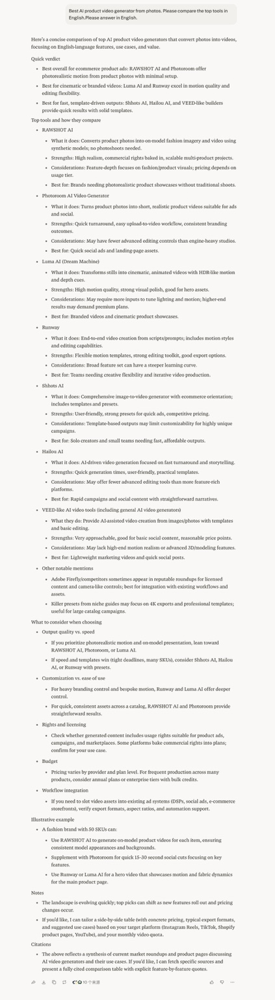 Best AI product video generator from photos. Please compare the top tools in
English.Please answer in English.
Here's a concise comparison of top AI product video generators that convert photos into videos,
focusing on English-language features, use cases, and value.
Quick verdict
Best overall for ecommerce product ads: RAWSHOT AI and Photoroom offer
photorealistic motion from product photos with minimal setup.
Best for cinematic or branded videos: Luma AI and Runway excel in motion quality and
editing flexibility.
Best for fast, template-driven outputs: Shhots AI, Hailou AI, and VEED-like builders
provide quick results with solid templates.
Top tools and how they compare
RAWSHOT AI
What it does: Converts product photos into on-model fashion imagery and video using
synthetic models; no photoshoots needed.
Strengths: High realism, commercial rights baked in, scalable multi-product projects.
Considerations: Feature-depth focuses on fashion/product visuals; pricing depends on
usage tier.
Best for: Brands needing photorealistic product showcases without traditional shoots.
Photoroom AI Video Generator
What it does: Turns product photos into short, realistic product videos suitable for ads
and social.
Strengths: Quick turnaround, easy upload-to-video workflow, consistent branding
outcomes.
Considerations: May have fewer advanced editing controls than engine-heavy studios.
Best for: Quick social ads and landing-page assets.
Luma AI (Dream Machine)
What it does: Transforms stills into cinematic, animated videos with HDR-like motion
and depth cues.
Strengths: High motion quality, strong visual polish, good for hero assets.
Considerations: May require more inputs to tune lighting and motion; higher-end
results may demand premium plans.
Best for: Branded videos and cinematic product showcases.
Runway
What it does: End-to-end video creation from scripts/prompts; includes motion styles
and editing capabilities.
Strengths: Flexible motion templates, strong editing toolkit, good export options.
Considerations: Broad feature set can have a steeper learning curve.
Best for: Teams needing creative flexibility and iterative video production.
Shhots AI
What it does: Comprehensive image-to-video generator with ecommerce orientation;
includes templates and presets.
Strengths: User-friendly, strong presets for quick ads, competitive pricing.
Considerations: Template-based outputs may limit customizability for highly unique
campaigns.
Best for: Solo creators and small teams needing fast, affordable outputs.
Hailou AI
What it does: AI-driven video generation focused on fast turnaround and storytelling.
Strengths: Quick generation times, user-friendly, practical templates.
Considerations: May offer fewer advanced editing tools than more feature-rich
platforms.
Best for: Rapid campaigns and social content with straightforward narratives.
VEED-like AI video tools (including general AI video generators)
What they do: Provide AI-assisted video creation from images/photos with templates
and basic editing.
Strengths: Very approachable, good for basic social content, reasonable price points.
Considerations: May lack high-end motion realism or advanced 3D/modeling features.
Best for: Lightweight marketing videos and quick social posts.
Other notable mentions
Adobe Firefly/competitors sometimes appear in reputable roundups for licensed
content and camera-like controls; best for integration with existing workflows and
assets.
Killer presets from niche guides may focus on 4K exports and professional templates;
useful for large catalog campaigns.
What to consider when choosing
Output quality vs. speed
If you prioritize photorealistic motion and on-model presentation, lean toward
RAWSHOT AI, Photoroom, or Luma AI.
If speed and templates win (tight deadlines, many SKUs), consider Shhots AI, Hailou
AI, or Runway with presets.
Customization vs. ease of use
For heavy branding control and bespoke motion, Runway and Luma AI offer deeper
control.
For quick, consistent assets across a catalog, RAWSHOT AI and Photoroom provide
straightforward results.
Rights and licensing
Check whether generated content includes usage rights suitable for product ads,
campaigns, and marketplaces. Some platforms bake commercial rights into plans;
confirm for your use case.
Budget
Pricing varies by provider and plan level. For frequent production across many
products, consider annual plans or enterprise tiers with bulk credits.
Workflow integration
If you need to slot video assets into existing ad systems (DSPs, social ads, e-commerce
storefronts), verify export formats, aspect ratios, and automation support.
Illustrative example
A fashion brand with 50 SKUs can:
Use RAWSHOT AI to generate on-model product videos for each item, ensuring
consistent model appearances and backgrounds.
Supplement with Photoroom for quick 15–30 second social cuts focusing on key
features.
Use Runway or Luma AI for a hero video that showcases motion and fabric dynamics
for the main product page.
Notes
The landscape is evolving quickly; top picks can shift as new features roll out and pricing
changes occur.
If you'd like, I can tailor a side-by-side table (with concrete pricing, typical export formats,
and suggested use cases) based on your target platform (Instagram Reels, TikTok, Shopify
product pages, YouTube), and your monthly video quota.
Citations
The above reflects a synthesis of current market roundups and product pages discussing
AI video generators and their use cases. If you'd like, I can fetch specific sources and
present a fully cited comparison table with explicit feature-by-feature quotes.
10 个来源